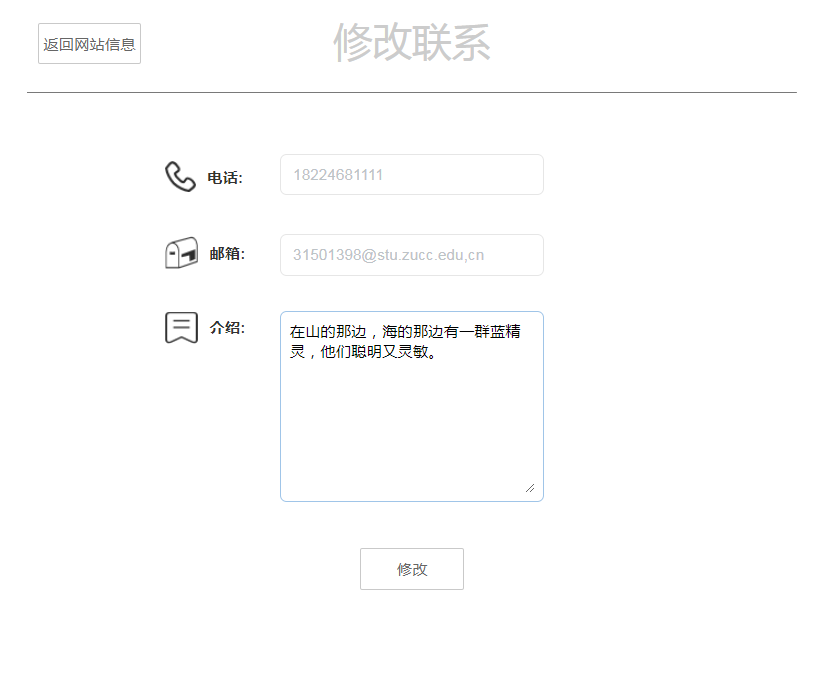 返回网站信息
修改联系
电话:
18224681111
邮箱:
31501398@stu.zucc.edu,cn
介绍:
在山的那边，海的那边有一群蓝精
灵，他们聪明又灵敏。
修改